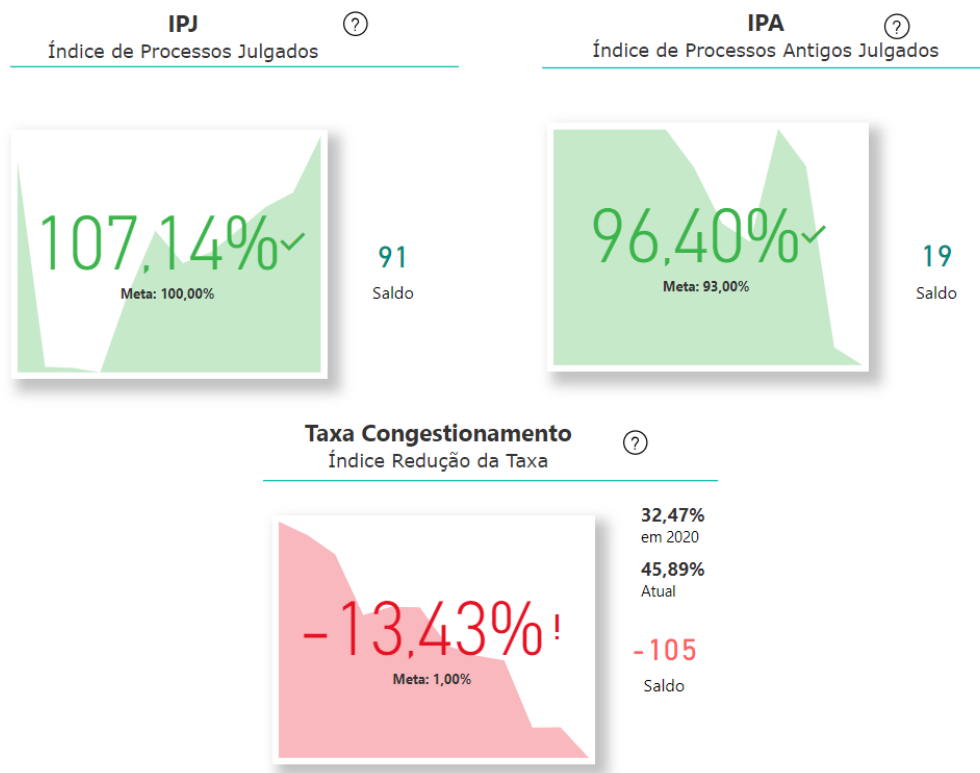 IPJ
?
Índice de Processos Julgados
107,14%
Meta: 100,00%
91
Saldo
IPA
?
Índice de Processos Antigos Julgados
96,40%
Meta: 93,00%
19
Saldo
Taxa Congestionamento
?
Índice Redução da Taxa
-13,43%!
Meta: 1,00%
32,47%
em 2020
45,89%
Atual
-105
Saldo